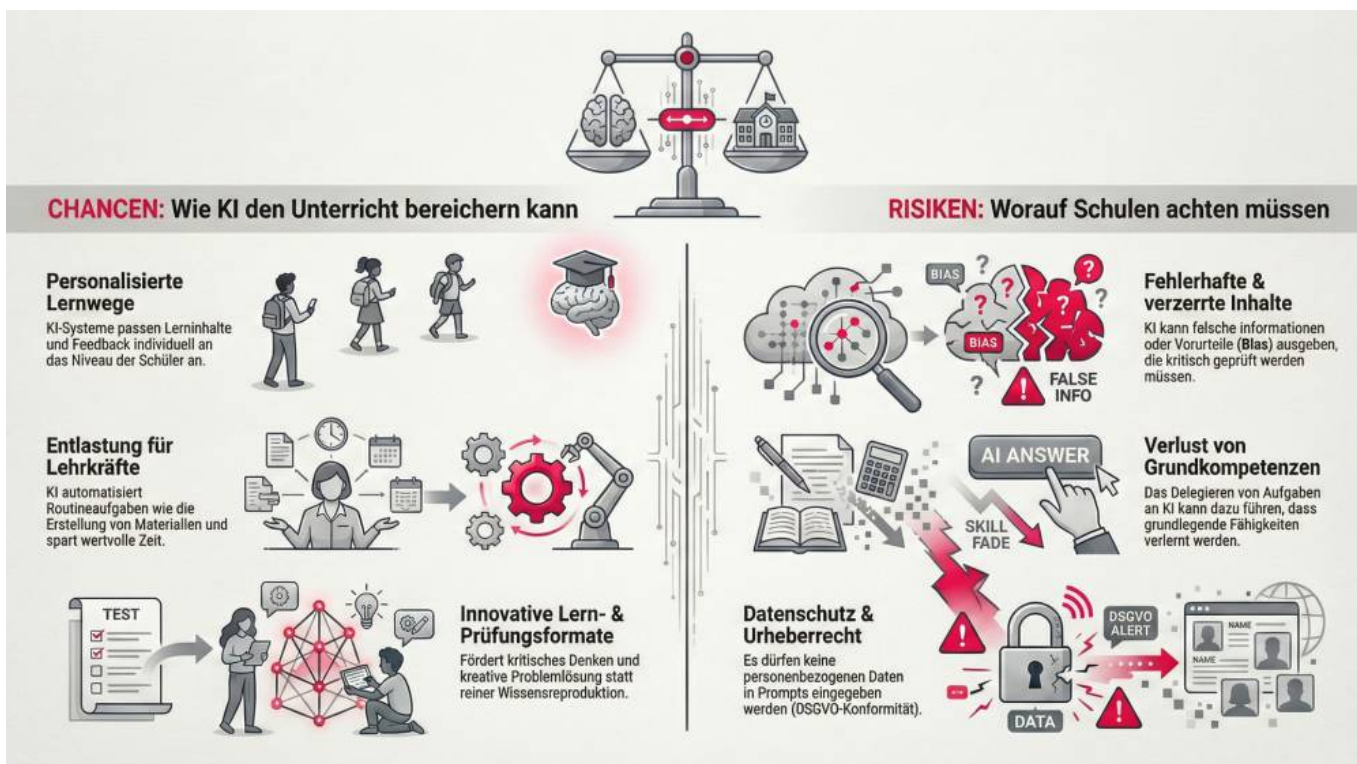 CHANCEN: Wie KI den Unterricht bereichern kann
Personalisierte
Lernwege
KI-Systeme passen Lerninhalte
und Feedback individuell an
das Niveau der Schüler an.
Entlastung für
Lehrkräfte
KI automatisiert
Routineaufgaben wie die
Erstellung von Materiallen und
spart wertvolle Zeit.
TEST
Innovative Lern- &
Prüfungsformate
Fördert kritisches Denken und
kreative Problemlösung statt
reiner Wissensreproduktion.
RISIKEN: Worauf Schulen achten müssen
BIAS
?
?
?
?
?
?
?
BIAS
?
?
!
FALSE
INFO
Fehlerhafte &
verzerrte Inhalte
KI kann falsche informationen
oder Vorurteile (Blas) ausgeben,
die kritisch geprüft werden
müssen.
AI ANSWER
SKILL
FADE
Verlust von
Grundkompetenzen
Das Delegieren von Aufgaben
an KI kann dazu führen, dass
grundlegende Fähigkeiten
verlernt werden.
Datenschutz &
Urheberrecht
Es dürfen keine
personenbezogenen Daten
in Prompts eingegeben
werden (DSGVO-Konformität).
!
DATA
!
DSGVO
ALERT
NAME
NAME